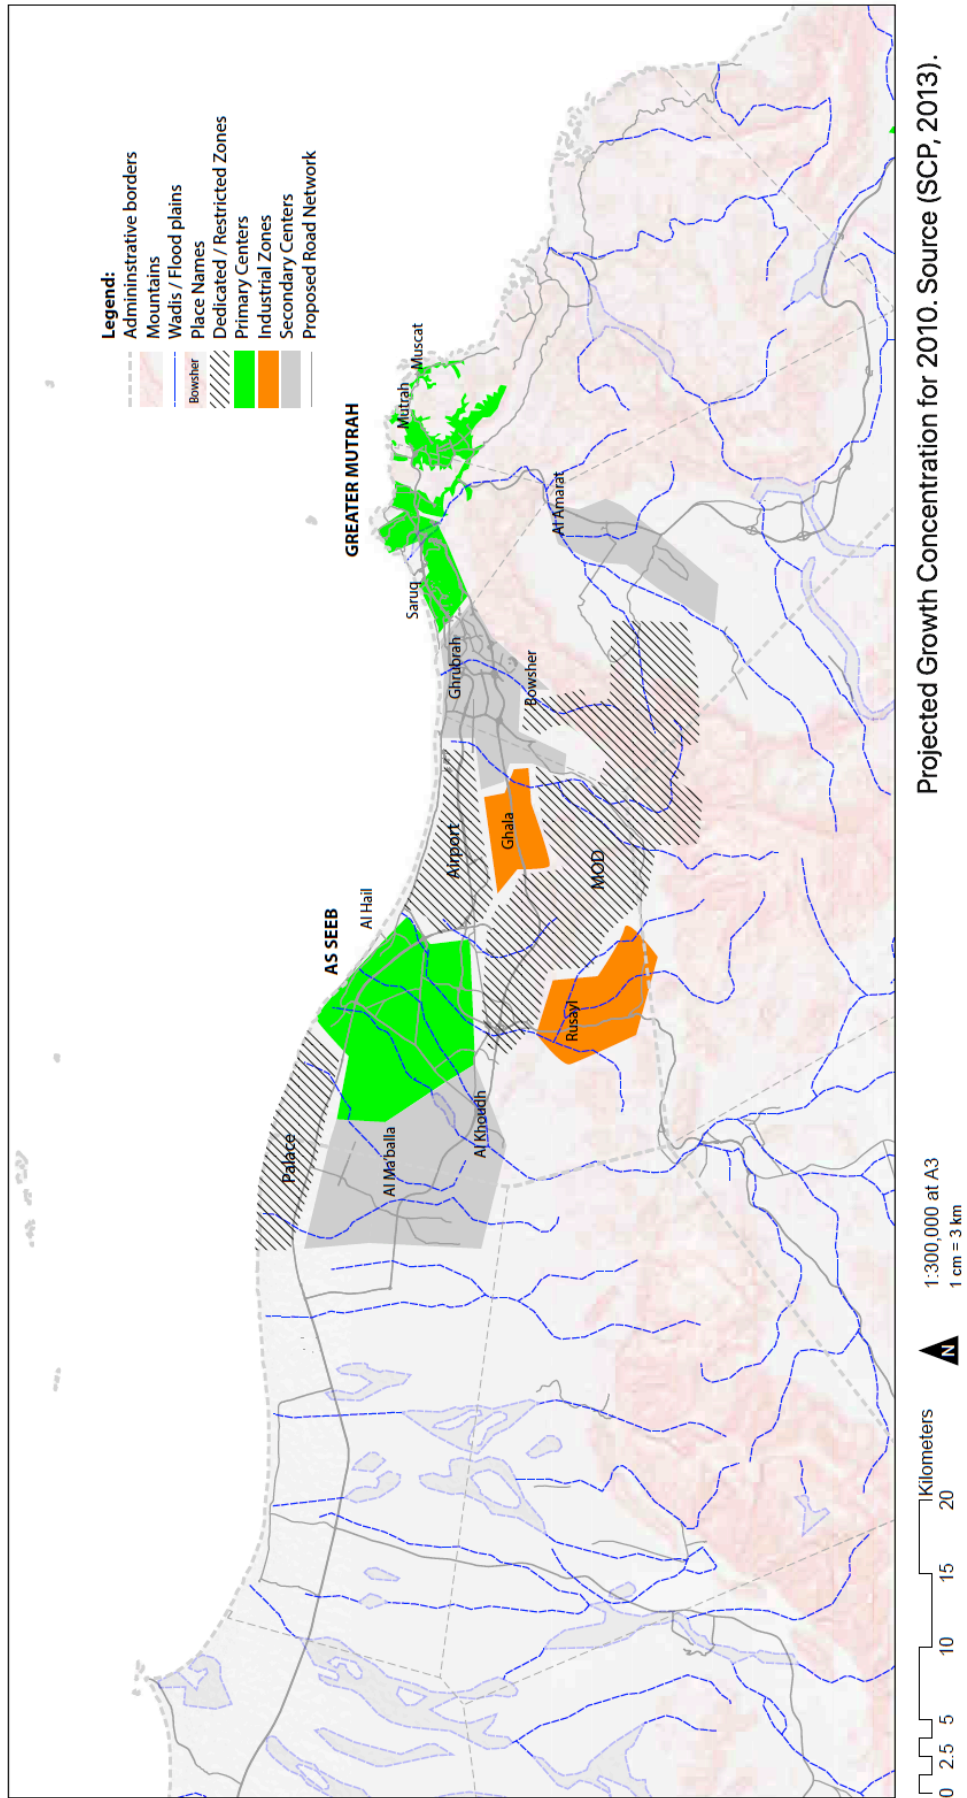 Legend:
Admininstrative borders
Mountains
Wadis / Flood plains
Bowsher
Place Names
Dedicated / Restricted Zones
Primary Centers
Industrial Zones
Secondary Centers
Proposed Road Network
GREATER MUTRAH
Mutrah
Muscat
Saruq
Ghrubrah
Bowsher
Al Amarat
AS SEEB
Al Hail
Airport
Ghala
MOD
Rusayl
Palace
Al Ma'balla
Al Khoudh
0 2.5 5 10 15 20
Kilometers
N
1:300,000 at A3
1 cm = 3 km
Projected Growth Concentration for 2010. Source (SCP, 2013).